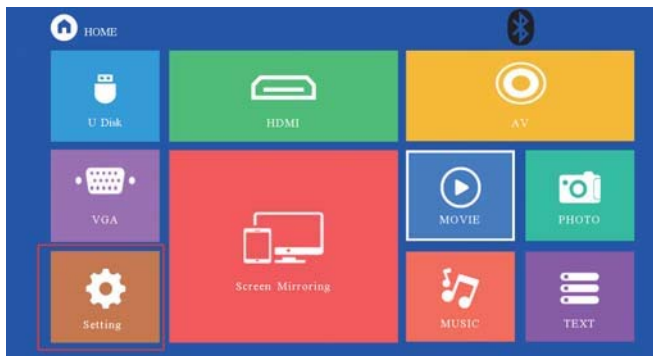 HOME
U Disk
HDMI
AV
VGA
MOVIE
PHOTO
Screen Mirroring
Setting
MUSIC
TEXT